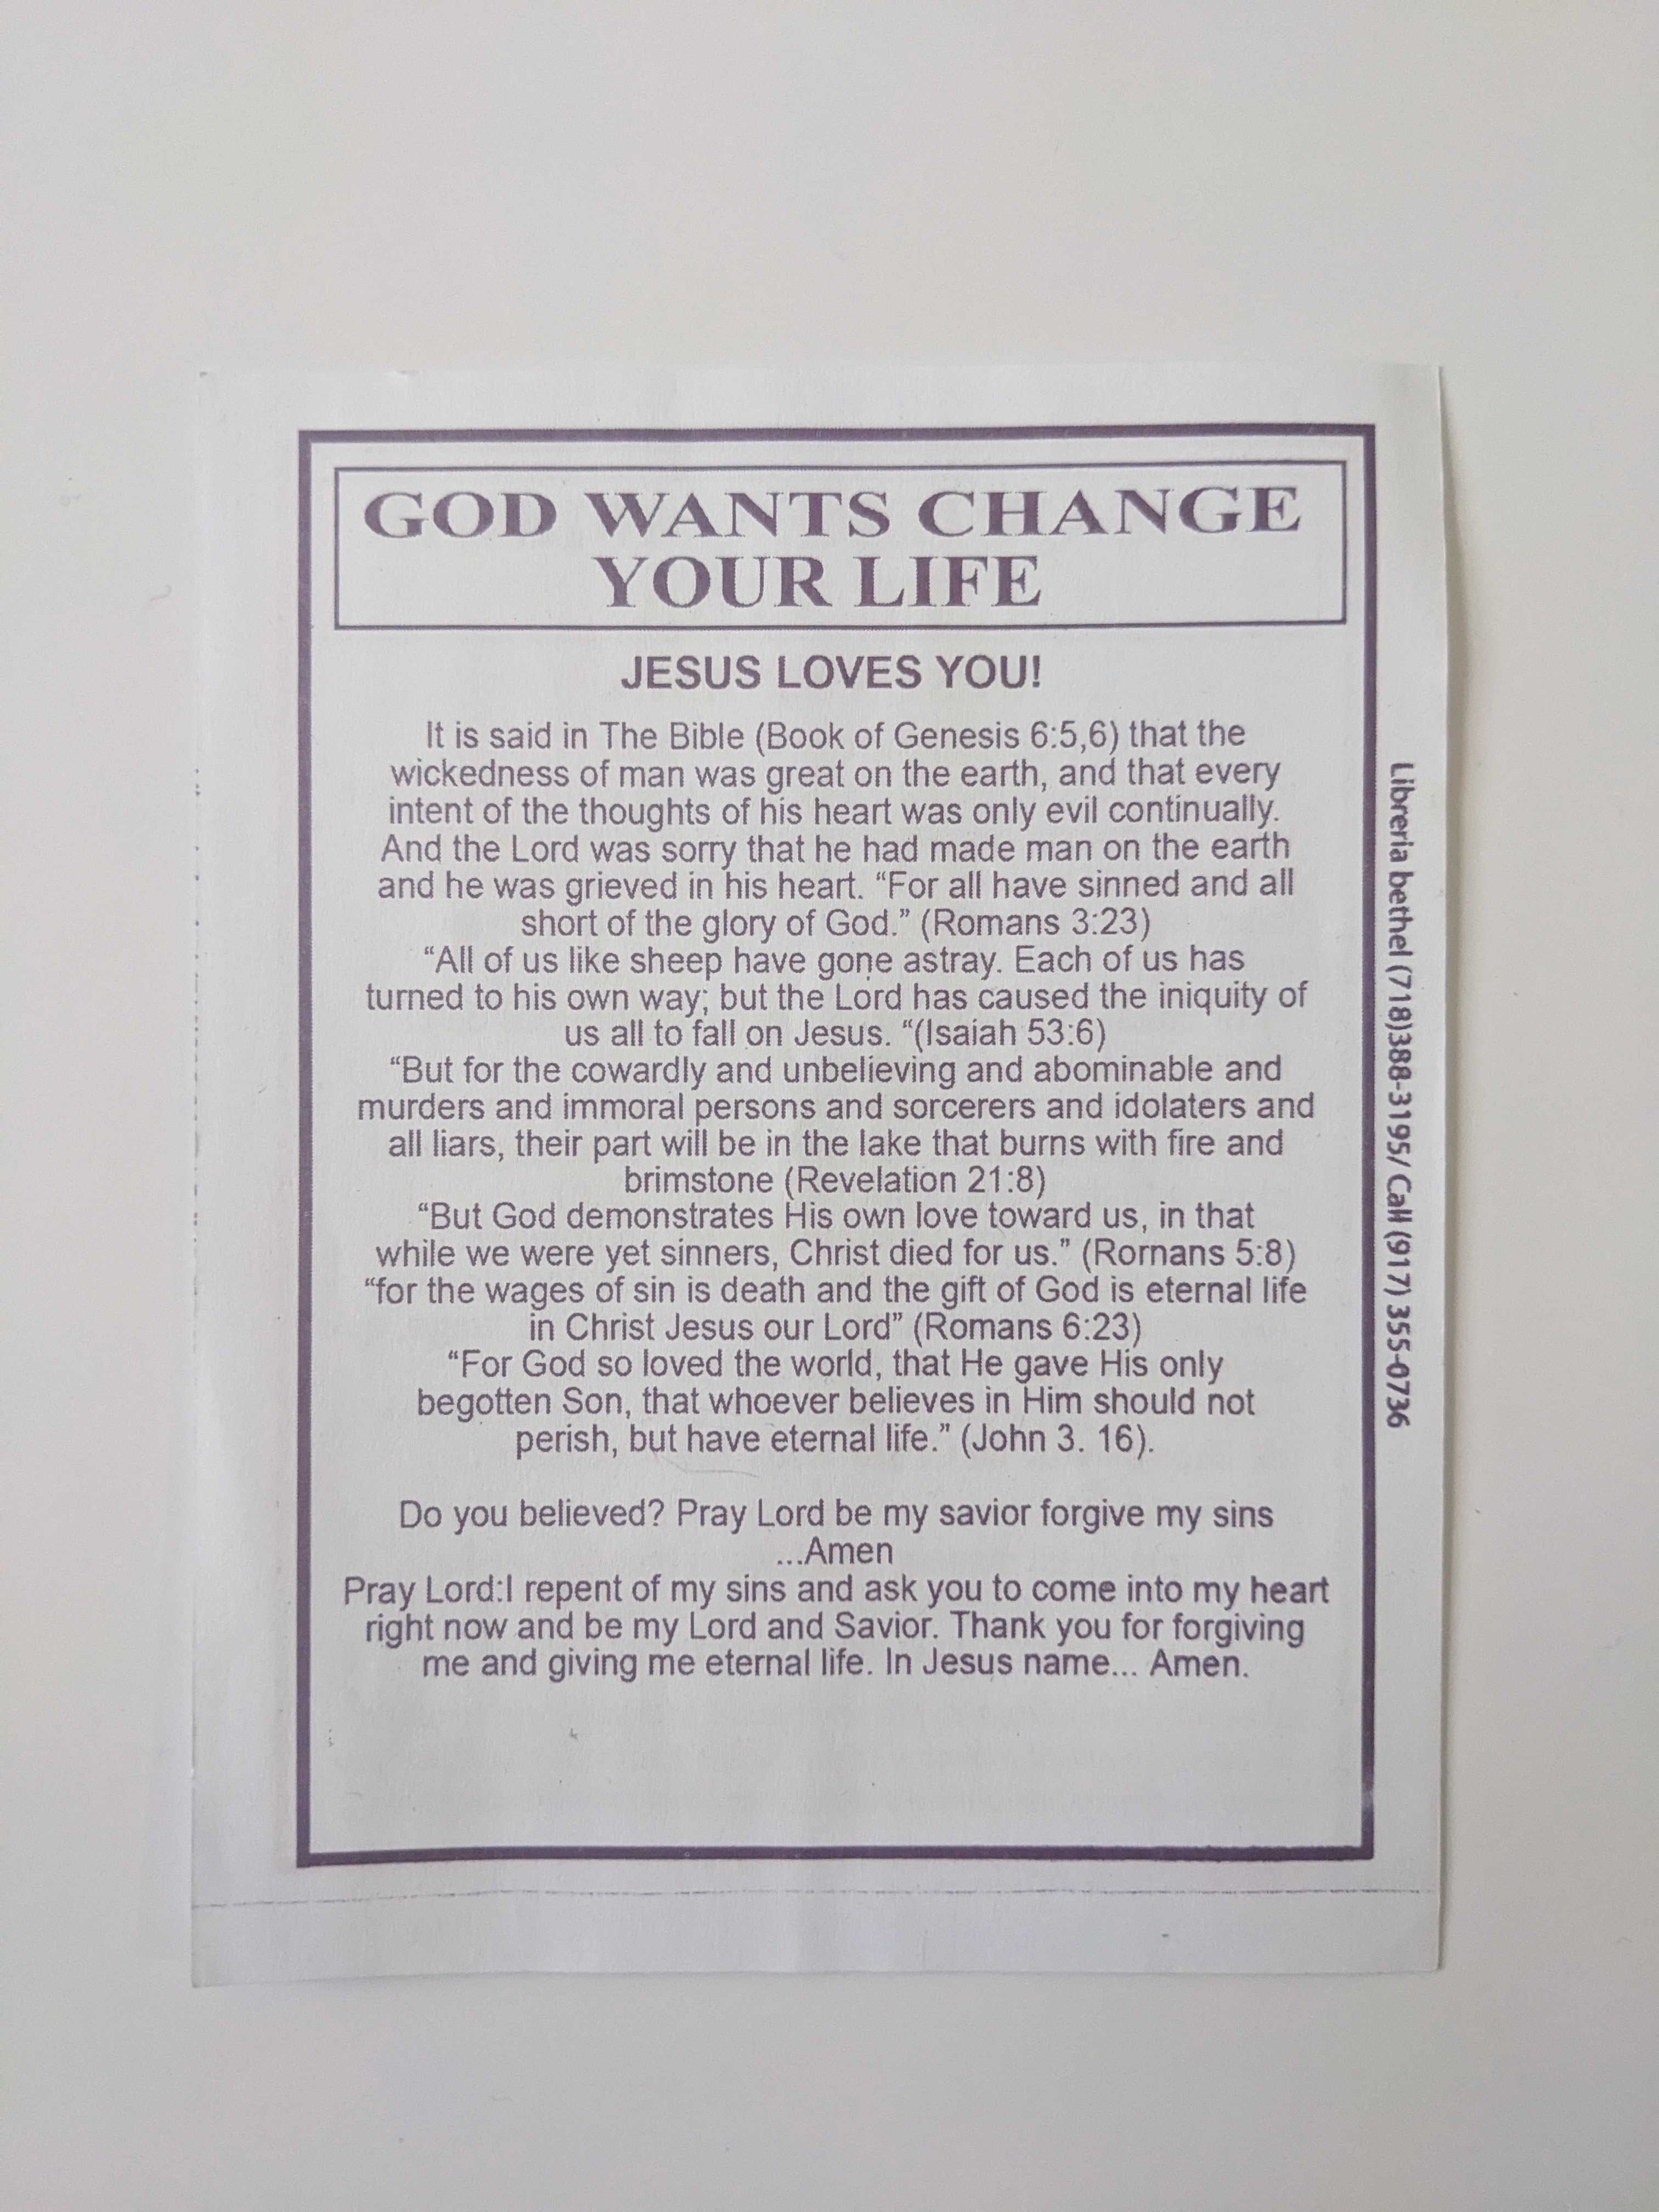 GOD WANTS CHANGE
YOUR LIFE
JESUS LOVES YOU!
It is said in The Bible (Book of Genesis 6:5,6) that the
wickedness of man was great on the earth, and that every
intent of the thoughts of his heart was only evil continually.
And the Lord was sorry that he had made man on the earth
and he was grieved in his heart. “For all have sinned and all
short of the glory of God.” (Romans 3:23)
“All of us like sheep have gone astray. Each of us has
turned to his own way; but the Lord has caused the iniquity of
us all to fall on Jesus. “(Isaiah 53:6)
“But for the cowardly and unbelieving and abominable and
murders and immoral persons and sorcerers and idolaters and
all liars, their part will be in the lake that burns with fire and
brimstone (Revelation 21:8)
“But God demonstrates His own love toward us, in that
while we were yet sinners, Christ died for us.” (Rornans 5:8)
“for the wages of sin is death and the gift of God is eternal life
in Christ Jesus our Lord” (Romans 6:23)
“For God so loved the world, that He gave His only
begotten Son, that whoever believes in Him should not
perish, but have eternal life.” (John 3. 16).
Do you believed? Pray Lord be my savior forgive my sins
...Amen
Pray Lord:I repent of my sins and ask you to come into my heart
right now and be my Lord and Savior. Thank you for forgiving
me and giving me eternal life. In Jesus name... Amen.
Libreria bethel (718)388-3195/ Call (917) 355-0736